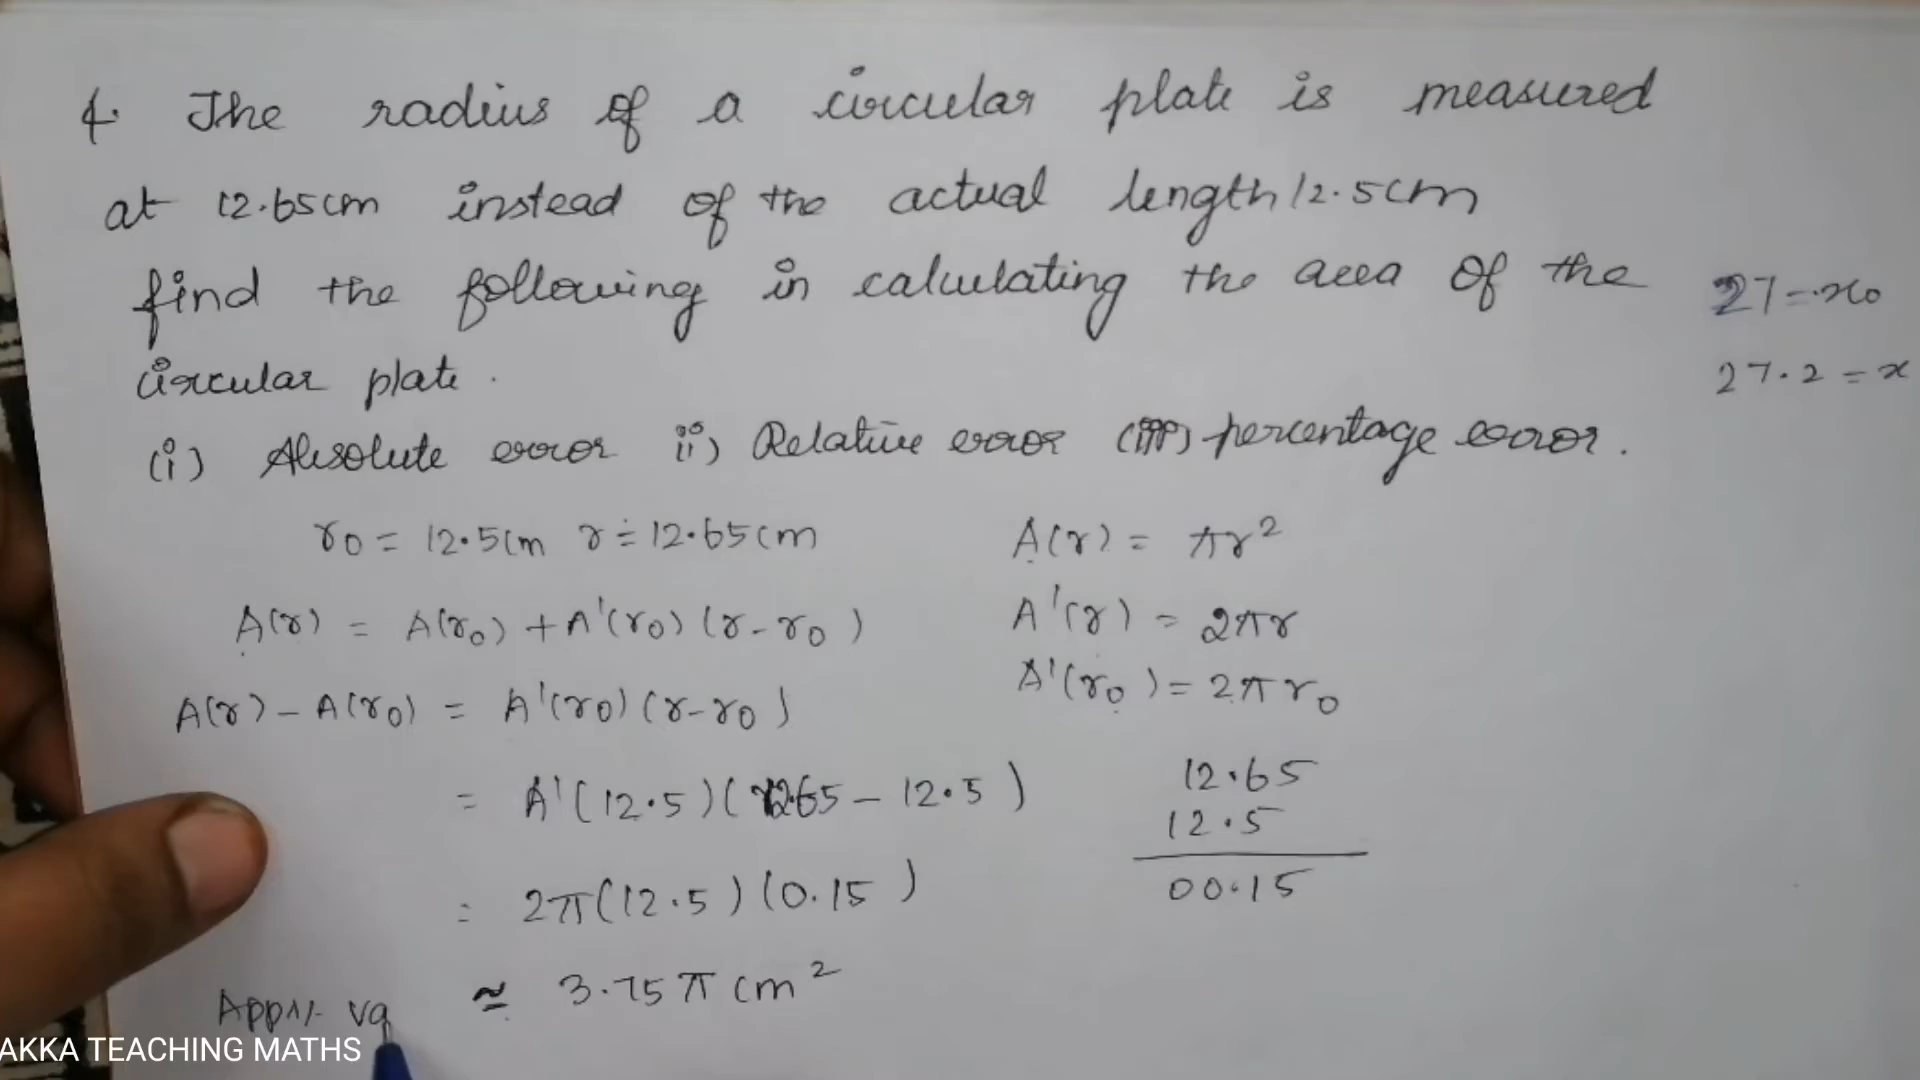 4. The radius of a circular plate is measured
at 12.65cm instead of the actual length 12.5cm
find the following in calculating the area of the
circular plate.
(i) Absolute error ii) Relative error (iii) percentage error.
27 = x0
27.2 = x
r0 = 12.5cm r = 12.65cm
A(r) = A(r0) + A'(r0) (r-r0)
A(r) - A(r0) = A'(r0) (r-r0)
= A'(12.5) (12.65 - 12.5)
= 2π(12.5) (0.15)
≈ 3.75π cm²
A(r) = πr²
A'(r) = 2πr
A'(r0) = 2πr0
12.65
12.5
00.15
va
AKKA TEACHING MATHS